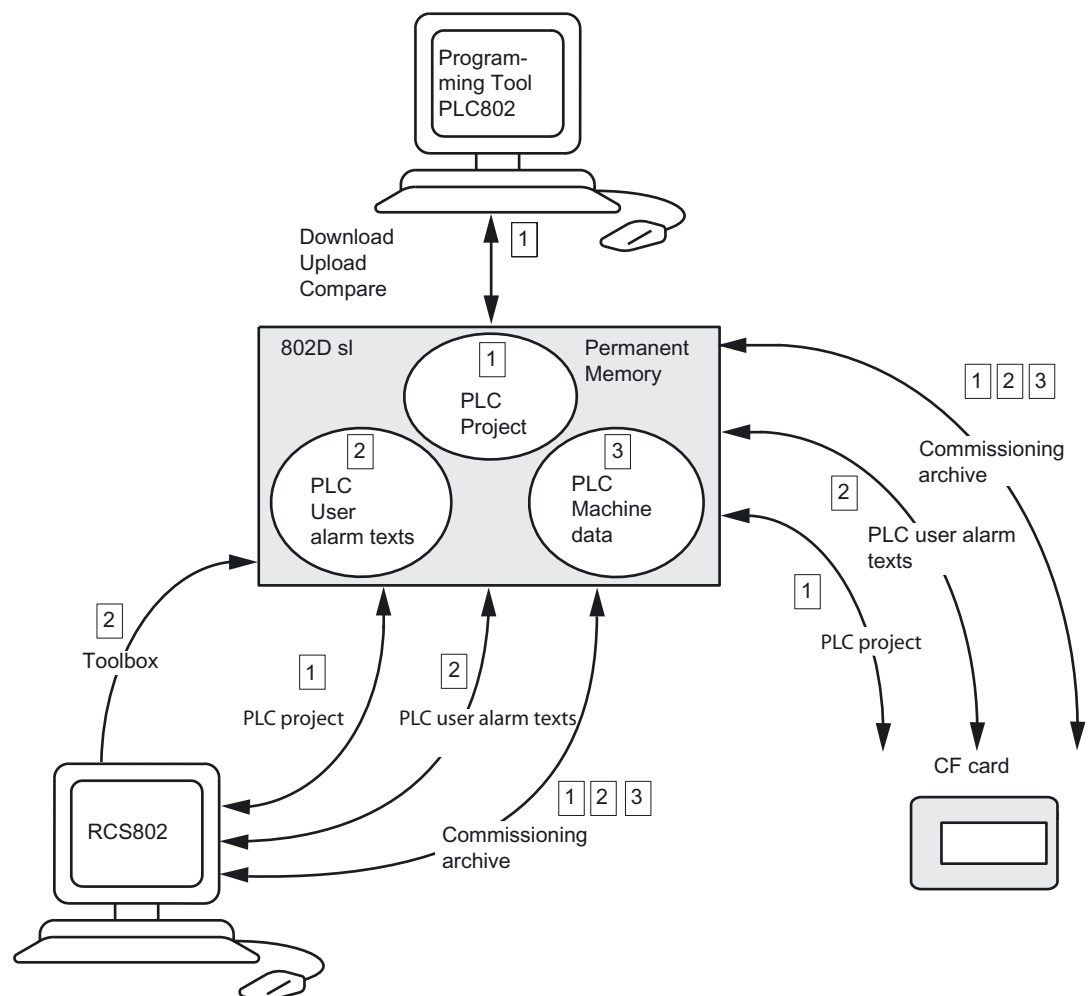 Program-
ming Tool
PLC802
Download
Upload
Compare
1
802D sl
Permanent
Memory
1
PLC
Project
2
PLC
User
alarm texts
3
PLC
Machine
data
1 2 3
Commissioning
archive
2
PLC user alarm
texts
1
PLC project
2
Toolbox
1
PLC project
2
PLC user alarm texts
1 2 3
Commissioning
archive
RCS802
CF card